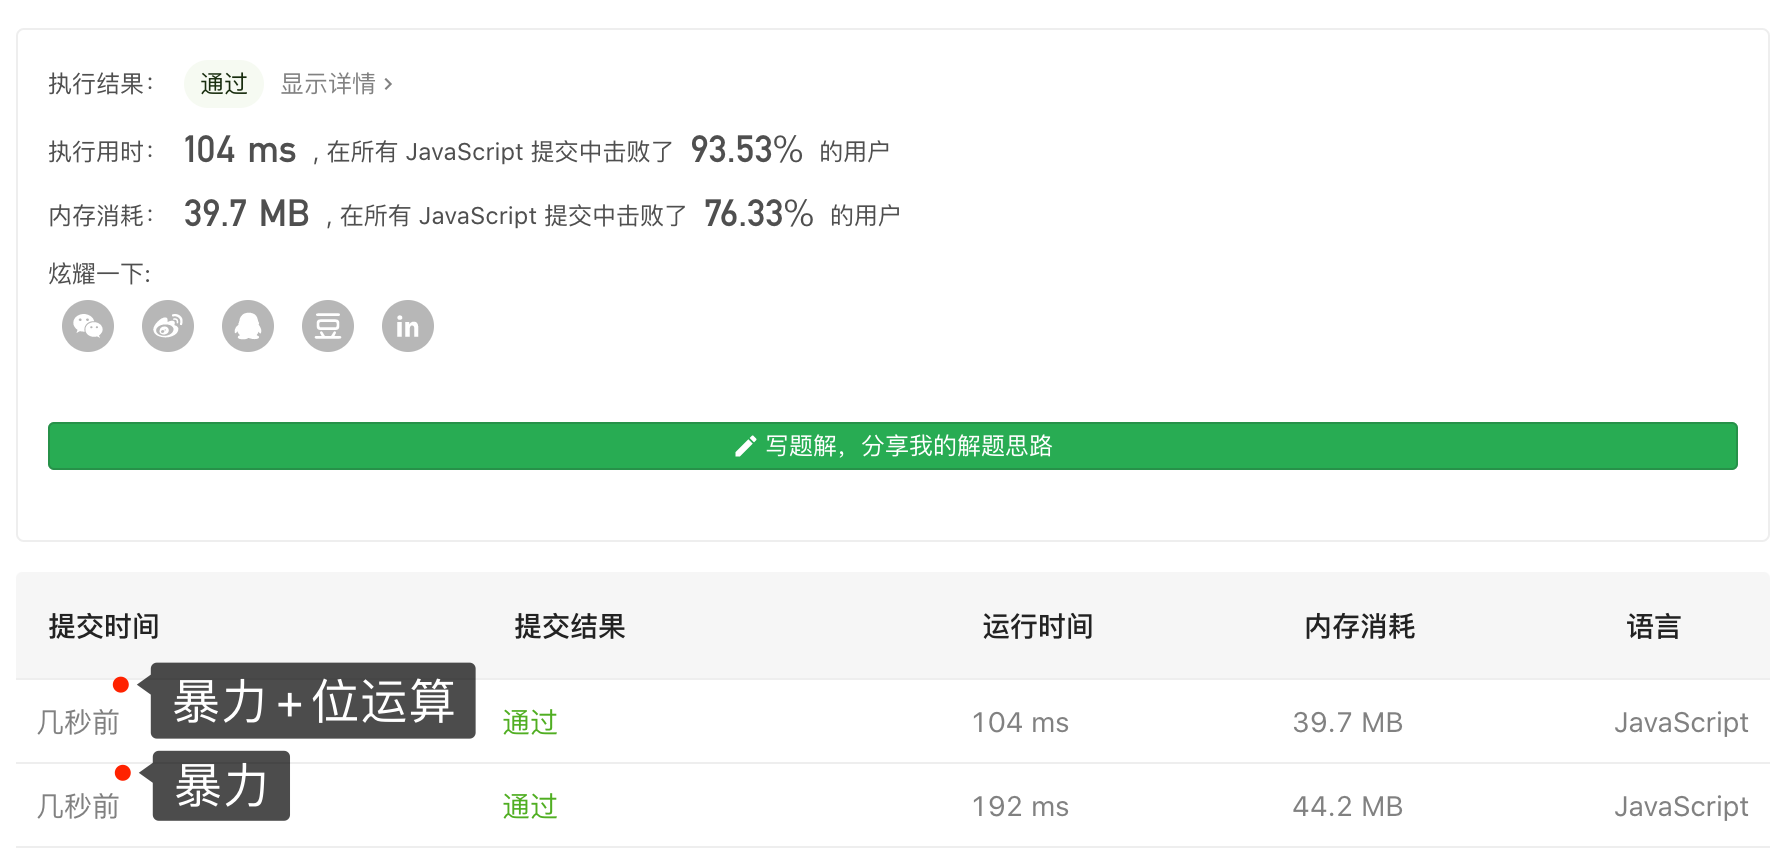 执行结果： 通过 显示详情 ›
执行用时： 104 ms , 在所有 JavaScript 提交中击败了 93.53% 的用户
内存消耗： 39.7 MB , 在所有 JavaScript 提交中击败了 76.33% 的用户
炫耀一下:
豆 in
写题解，分享我的解题思路
提交时间 提交结果 运行时间 内存消耗 语言
暴力+位运算
几秒前 通过 104 ms 39.7 MB JavaScript
暴力
几秒前 通过 192 ms 44.2 MB JavaScript